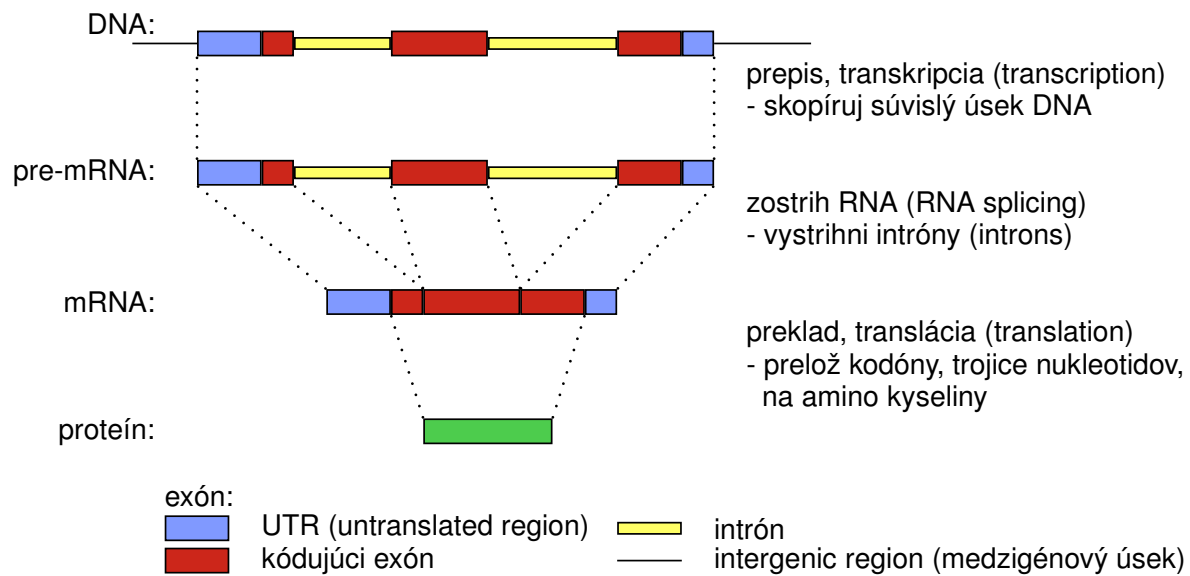 DNA:
prepis, transkripcia (transcription)
- skopíruj súvislý úsek DNA
pre-mRNA:
zostrih RNA (RNA splicing)
- vystrihni intróny (introns)
mRNA:
preklad, translácia (translation)
- prelož kodóny, trojice nukleotidov,
na amino kyseliny
proteín:
exón:
UTR (untranslated region)
intrón
kódujúci exón
intergenic region (medzigénový úsek)